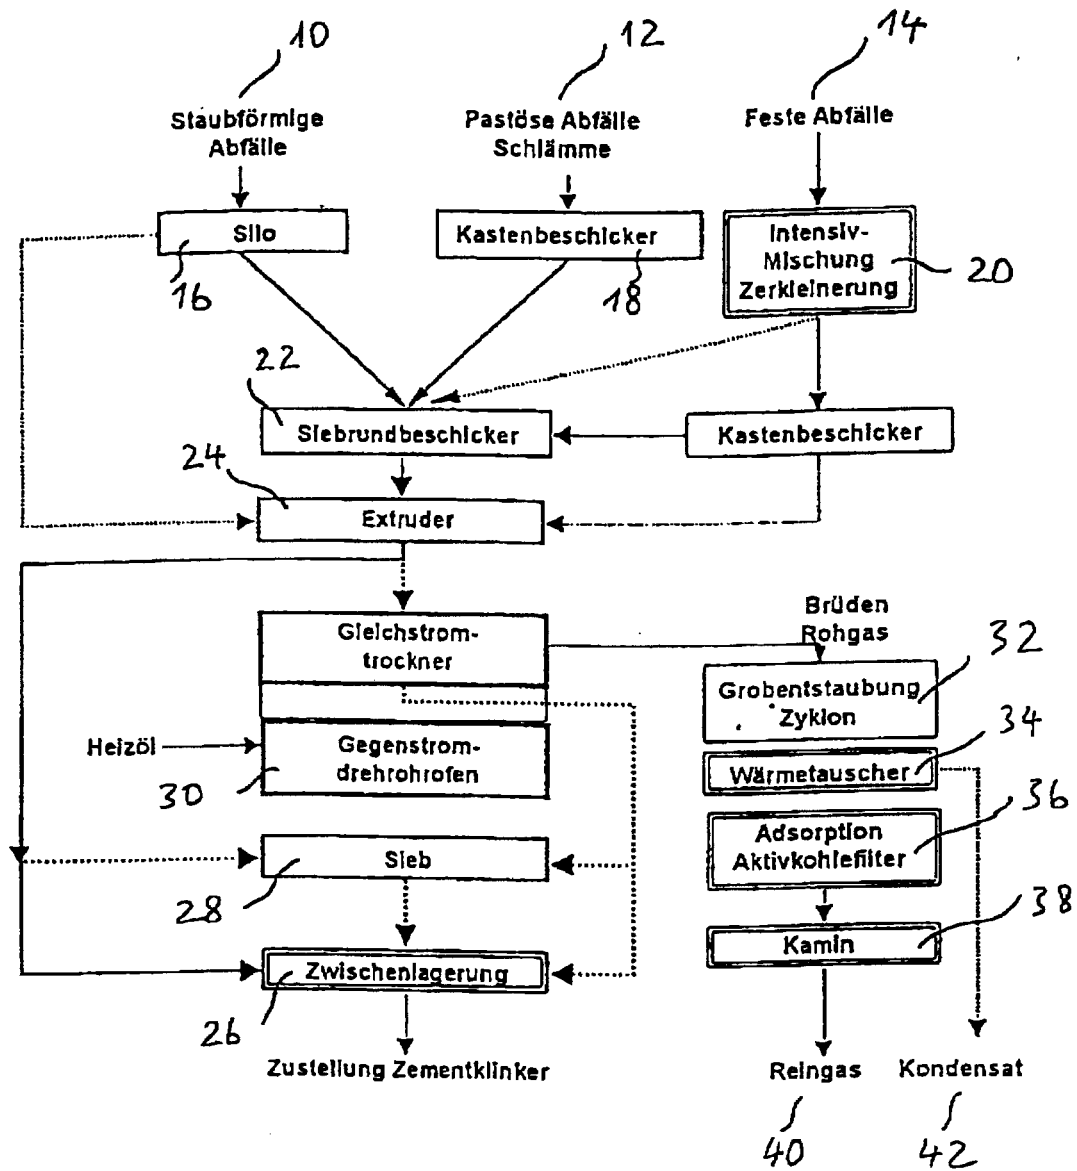 10
12
14
Staubförmige
Abfälle
Pastöse Abfälle
Schlämme
Feste Abfälle
Silo
16
Kastenbeschicker
18
Intensiv-
Mischung
Zerkleinerung
20
22
Siebrundbeschicker
Kastenbeschicker
24
Extruder
Gleichstrom-
trockner
Brüden
Rohgas
32
Grobentstaubung
Zyklon
Heizöl
Gegenstrom-
drehrohrofen
30
34
Wärmetauscher
36
Adsorption
Aktivkohlefilter
Sieb
28
38
Kamin
Zwischenlagerung
26
Zustellung Zementklinker
Reingas
Kondensat
40
42